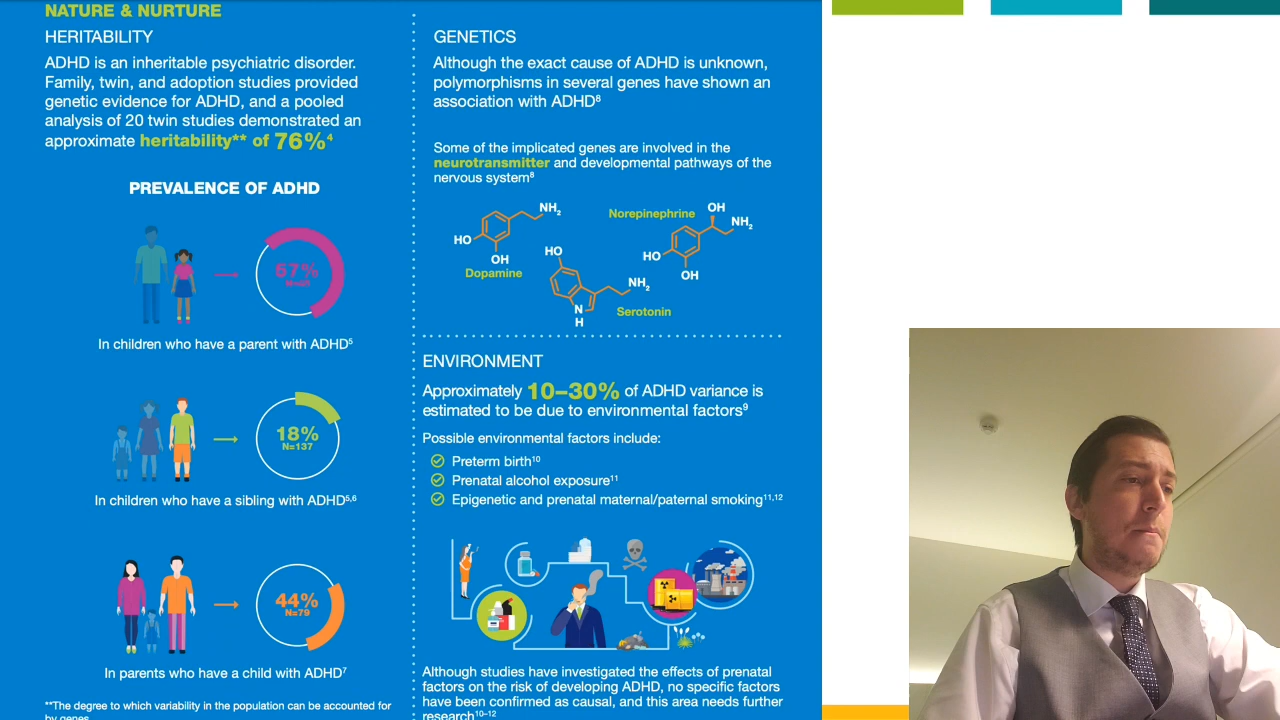 NATURE & NURTURE
HERITABILITY
ADHD is an inheritable psychiatric disorder.
Family, twin, and adoption studies provided
genetic evidence for ADHD, and a pooled
analysis of 20 twin studies demonstrated an
approximate heritability** of 76%⁴
PREVALENCE OF ADHD
57%
In children who have a parent with ADHD⁵
18%
N=137
In children who have a sibling with ADHD⁵,⁶
44%
N=79
In parents who have a child with ADHD⁷
**The degree to which variability in the population can be accounted for
by genes
GENETICS
Although the exact cause of ADHD is unknown,
polymorphisms in several genes have shown an
association with ADHD⁸
Some of the implicated genes are involved in the
neurotransmitter and developmental pathways of the
nervous system⁸
NH₂
HO
OH
Dopamine
Norepinephrine
OH
NH₂
HO
OH
HO
NH₂
N
H
Serotonin
ENVIRONMENT
Approximately 10–30% of ADHD variance is
estimated to be due to environmental factors⁹
Possible environmental factors include:
Preterm birth¹⁰
Prenatal alcohol exposure¹¹
Epigenetic and prenatal maternal/paternal smoking¹¹,¹²
Although studies have investigated the effects of prenatal
factors on the risk of developing ADHD, no specific factors
have been confirmed as causal, and this area needs further
research¹⁰⁻¹²